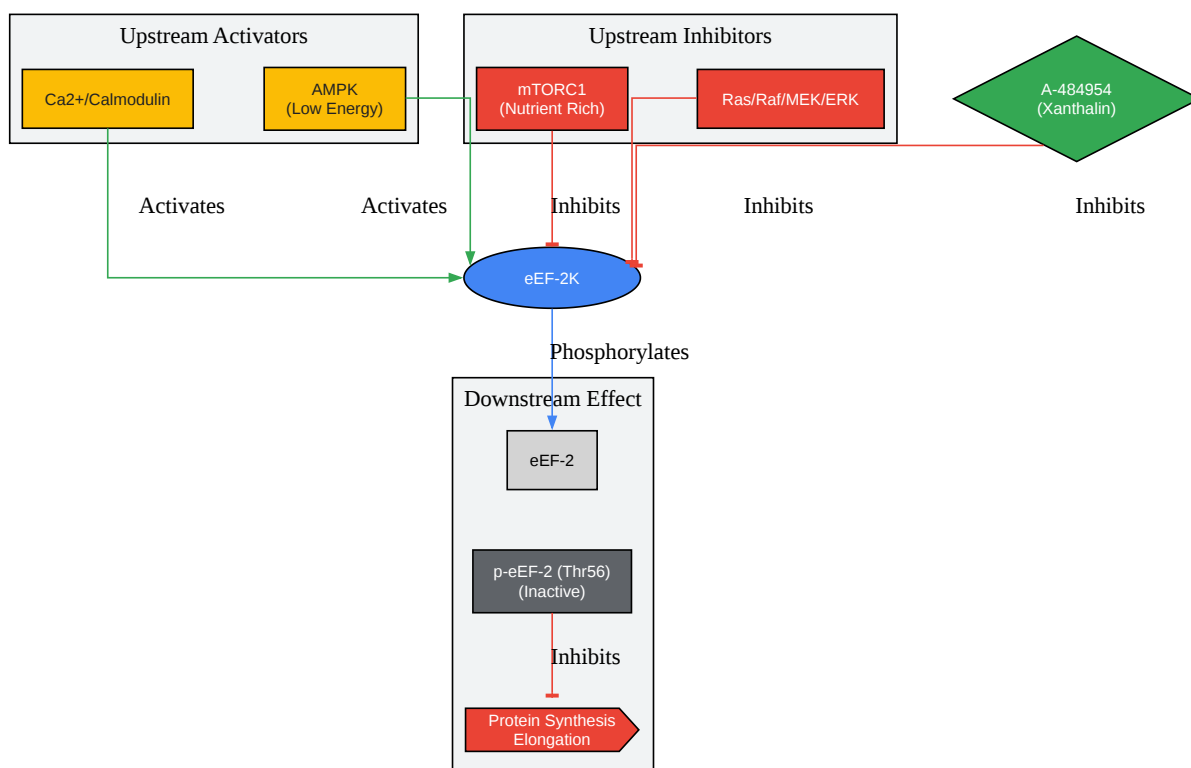 Upstream Activators
Upstream Inhibitors
Ca2+/Calmodulin
AMPK
(Low Energy)
mTORC1
(Nutrient Rich)
Ras/Raf/MEK/ERK
A-484954
(Xanthalin)
Activates
Activates
Inhibits
Inhibits
Inhibits
eEF-2K
Phosphorylates
Downstream Effect
eEF-2
p-eEF-2 (Thr56)
(Inactive)
Inhibits
Protein Synthesis
Elongation